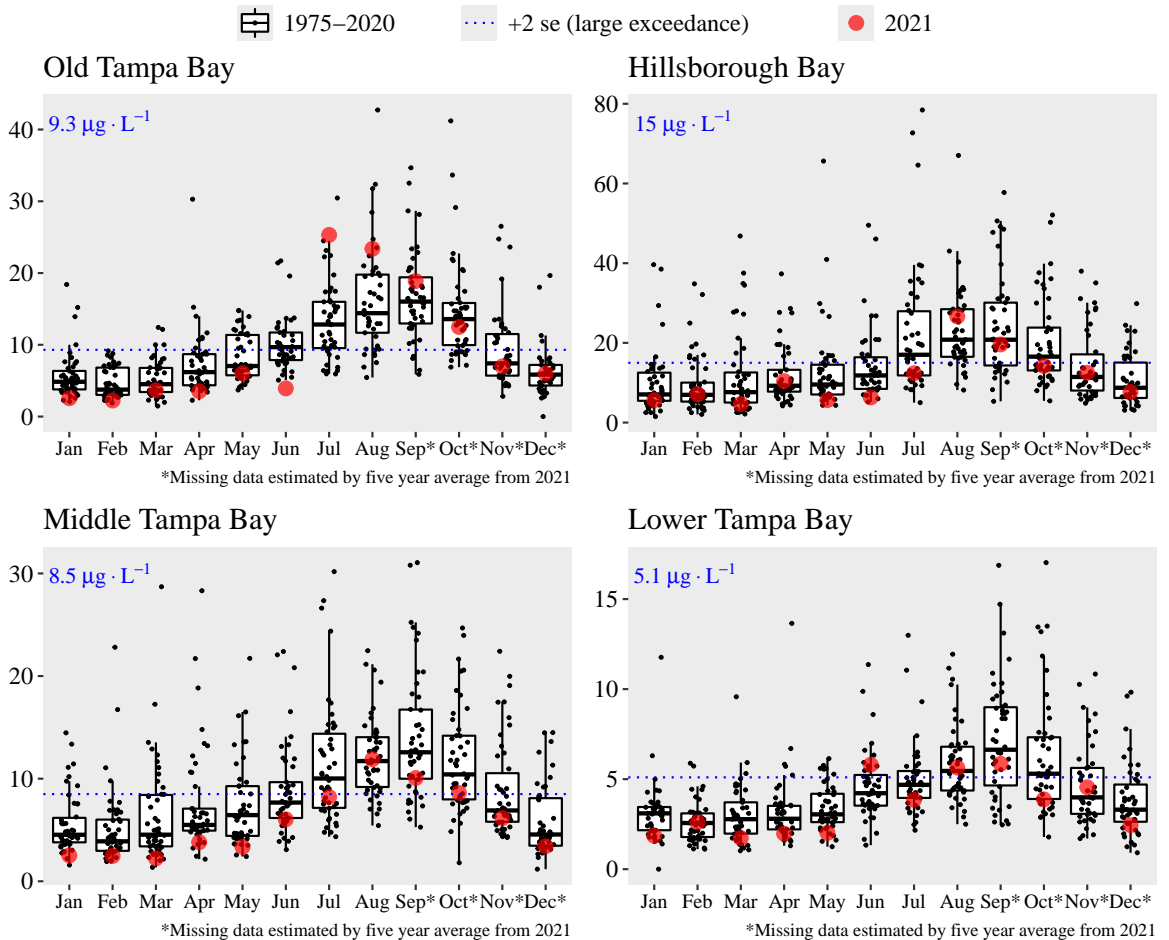 1975–2020 +2 se (large exceedance) 2021
Old Tampa Bay
9.3 μg · L⁻¹
40
30
20
10
0
Jan Feb Mar Apr May Jun Jul Aug Sep* Oct* Nov* Dec*
*Missing data estimated by five year average from 2021
Hillsborough Bay
15 μg · L⁻¹
80
60
40
20
0
Jan Feb Mar Apr May Jun Jul Aug Sep* Oct* Nov* Dec*
*Missing data estimated by five year average from 2021
Middle Tampa Bay
8.5 μg · L⁻¹
30
20
10
0
Jan Feb Mar Apr May Jun Jul Aug Sep* Oct* Nov* Dec*
*Missing data estimated by five year average from 2021
Lower Tampa Bay
5.1 μg · L⁻¹
15
10
5
0
Jan Feb Mar Apr May Jun Jul Aug Sep* Oct* Nov* Dec*
*Missing data estimated by five year average from 2021